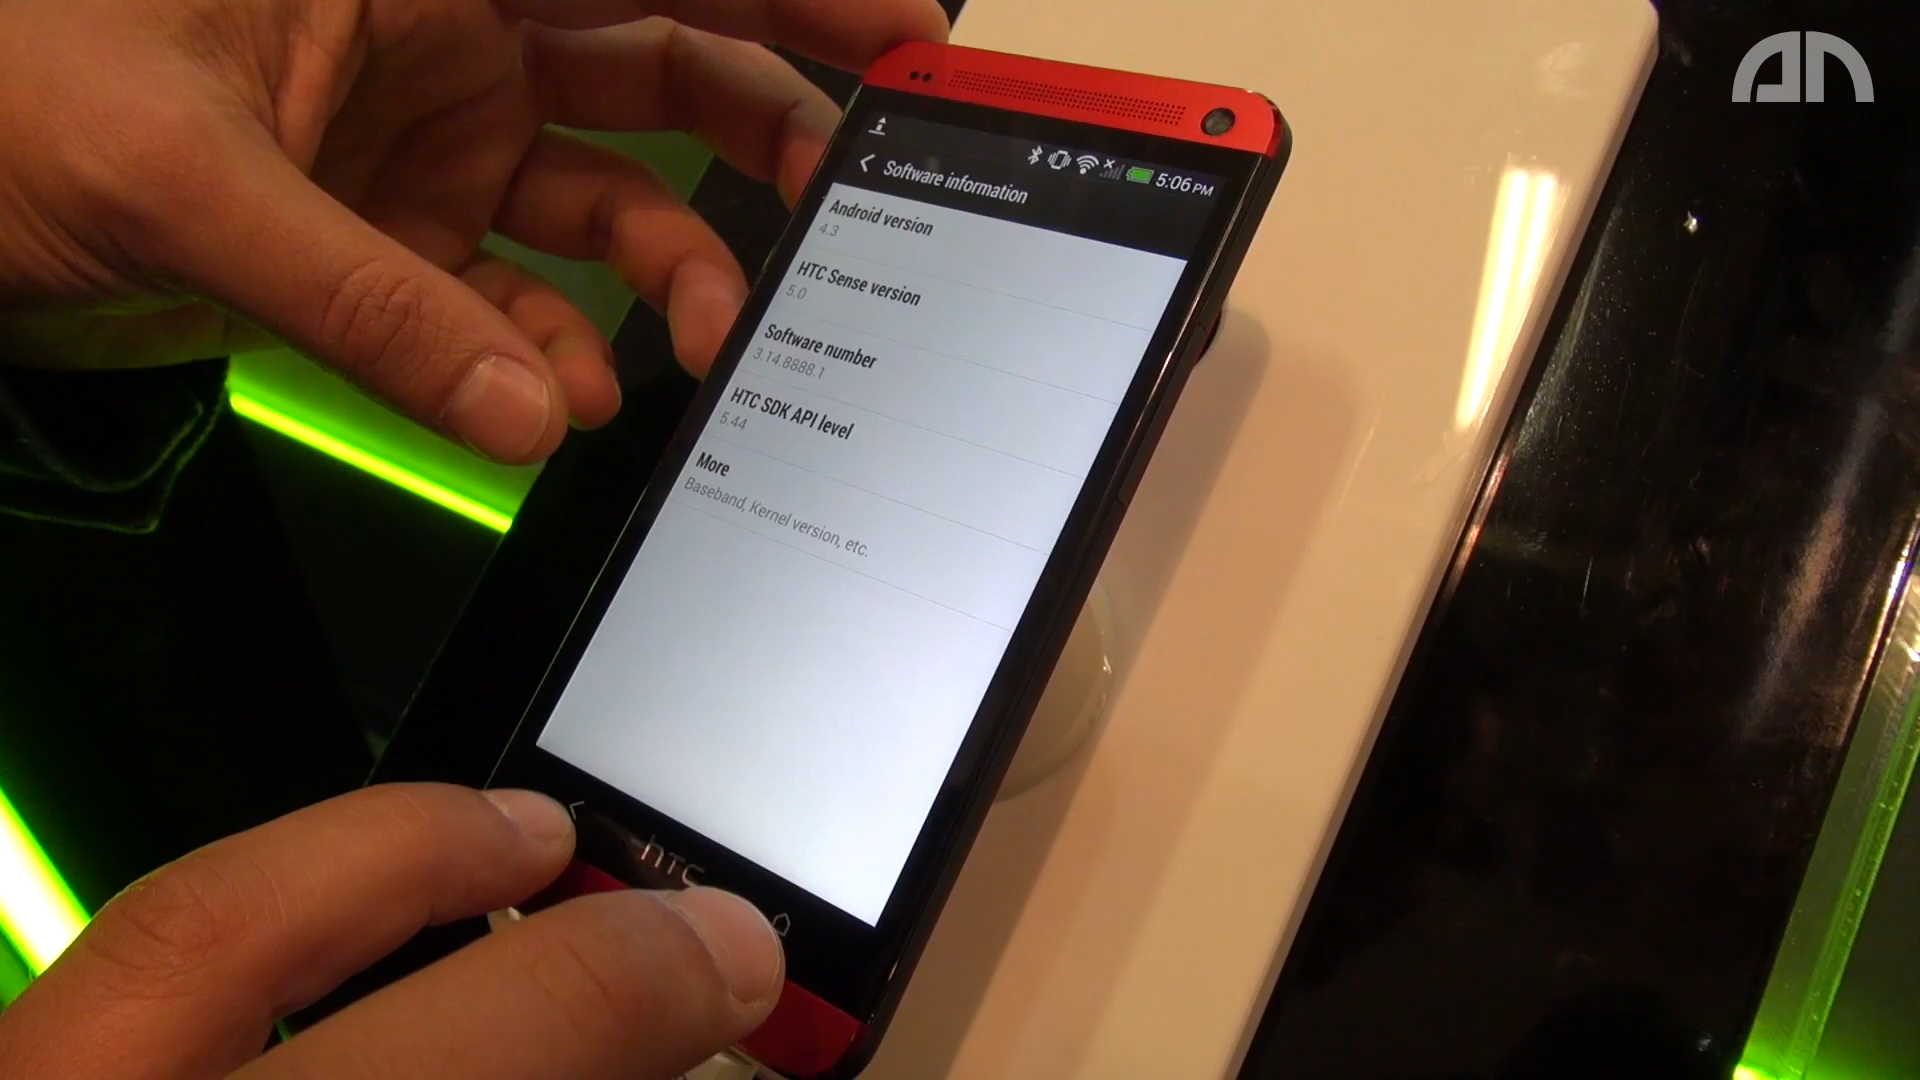 an
5:06 PM
Software information
Android version
4.3
HTC Sense version
5.0
Software number
3.14.8888.1
HTC SDK API level
5.44
More
Baseband, Kernel version, etc.
hTC